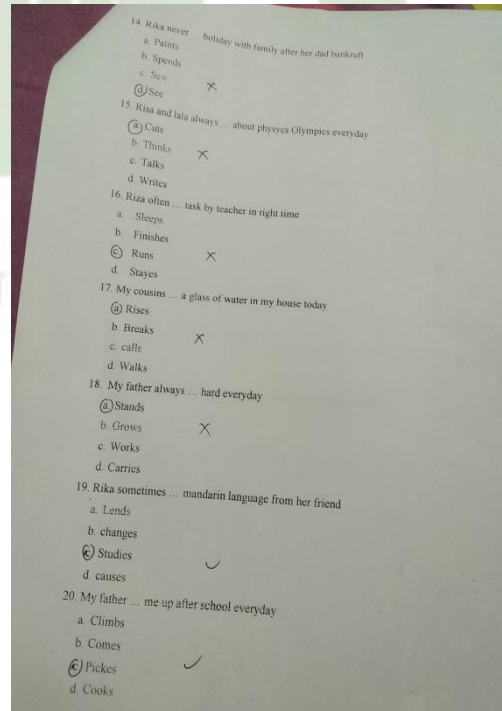 14. Rika never ... holiday with family after her dad bankruft
a. Paints
b. Spends
c. Sew
d. See
15. Risa and lala always ... about physycs Olympics everyday
a. Cuts
b. Thinks
c. Talks
d. Writes
16. Riza often ... task by teacher in right time
a. Sleeps
b. Finishes
c. Runs
d. Stayes
17. My cousins ... a glass of water in my house today
a. Rises
b. Breaks
c. calls
d. Walks
18. My father always ... hard everyday
a. Stands
b. Grows
c. Works
d. Carries
19. Rika sometimes ... mandarin language from her friend
a. Lends
b. changes
c. Studies
d. causes
20. My father ... me up after school everyday
a. Climbs
b. Comes
c. Pickes
d. Cooks